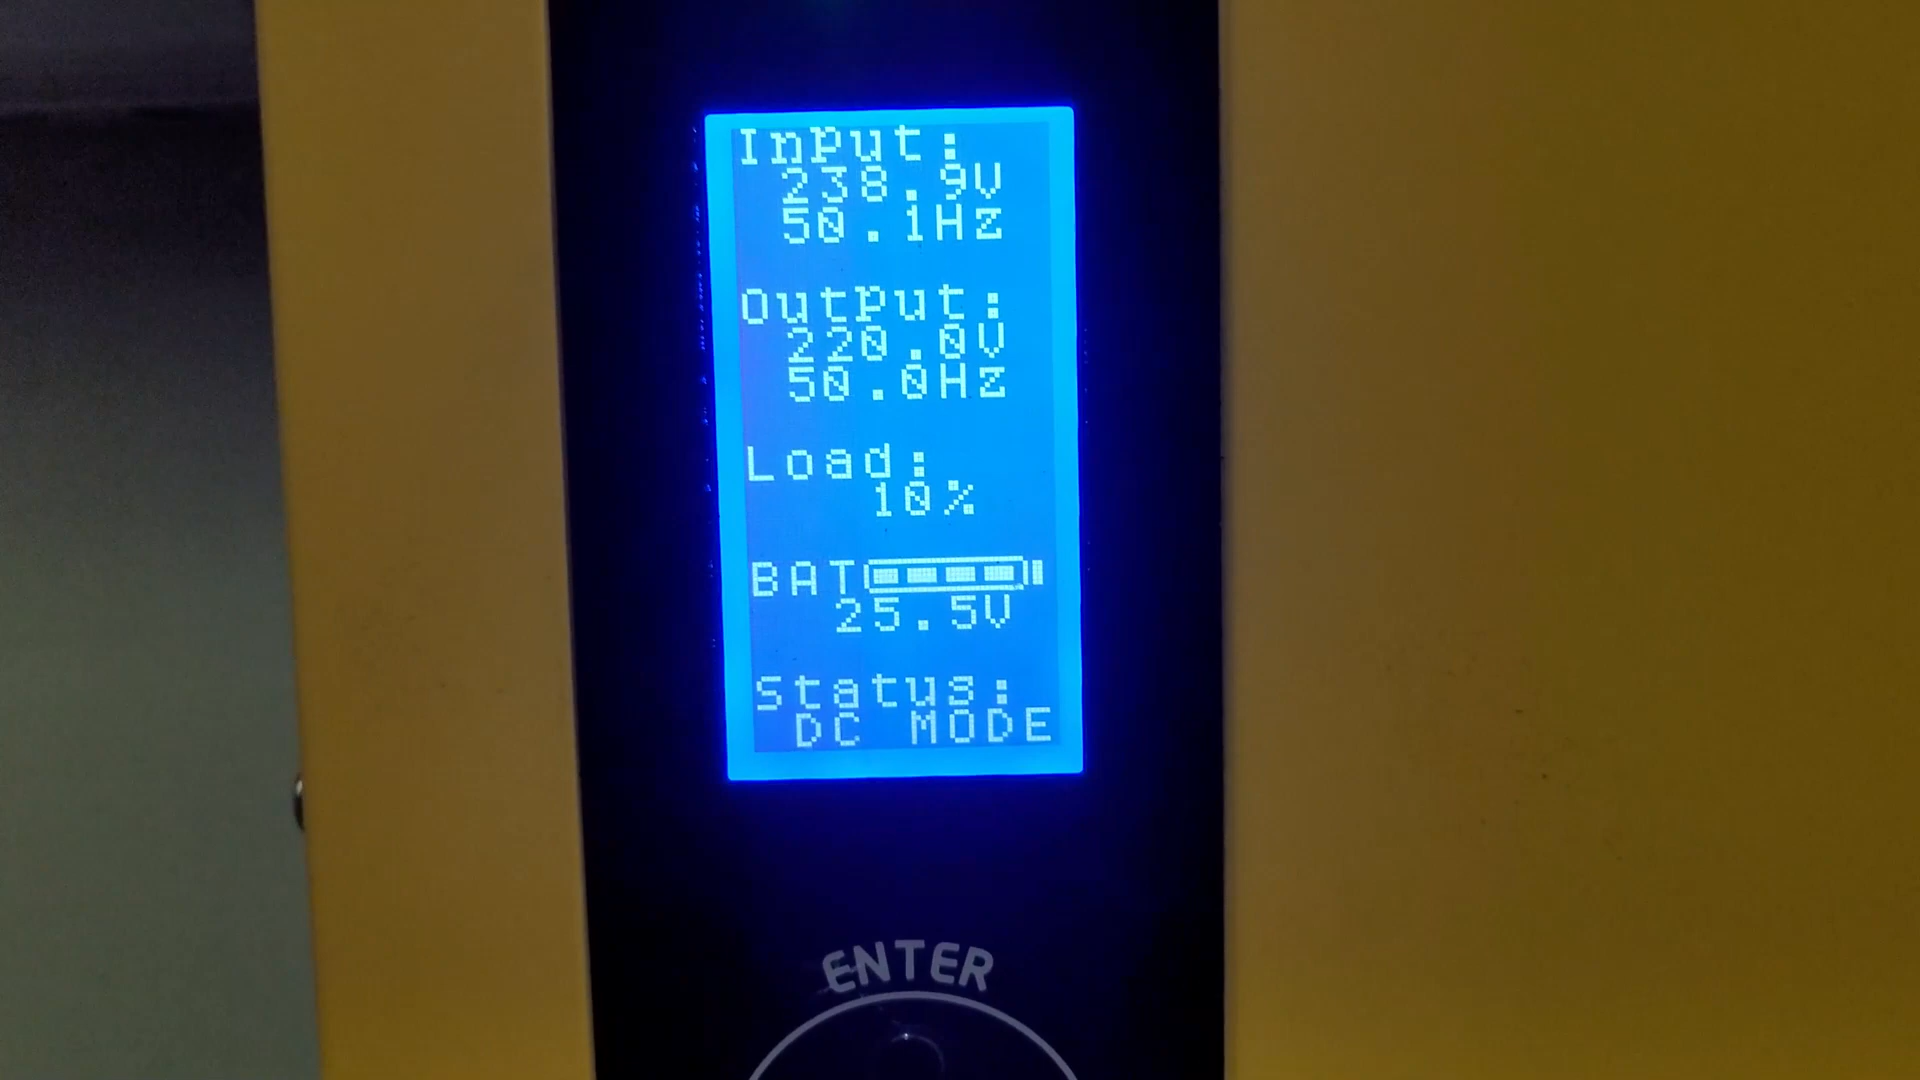 Input:
238.9V
50.1Hz
Output:
220.0V
50.0Hz
Load:
10%
BAT
25.5V
Status:
DC MODE
ENTER